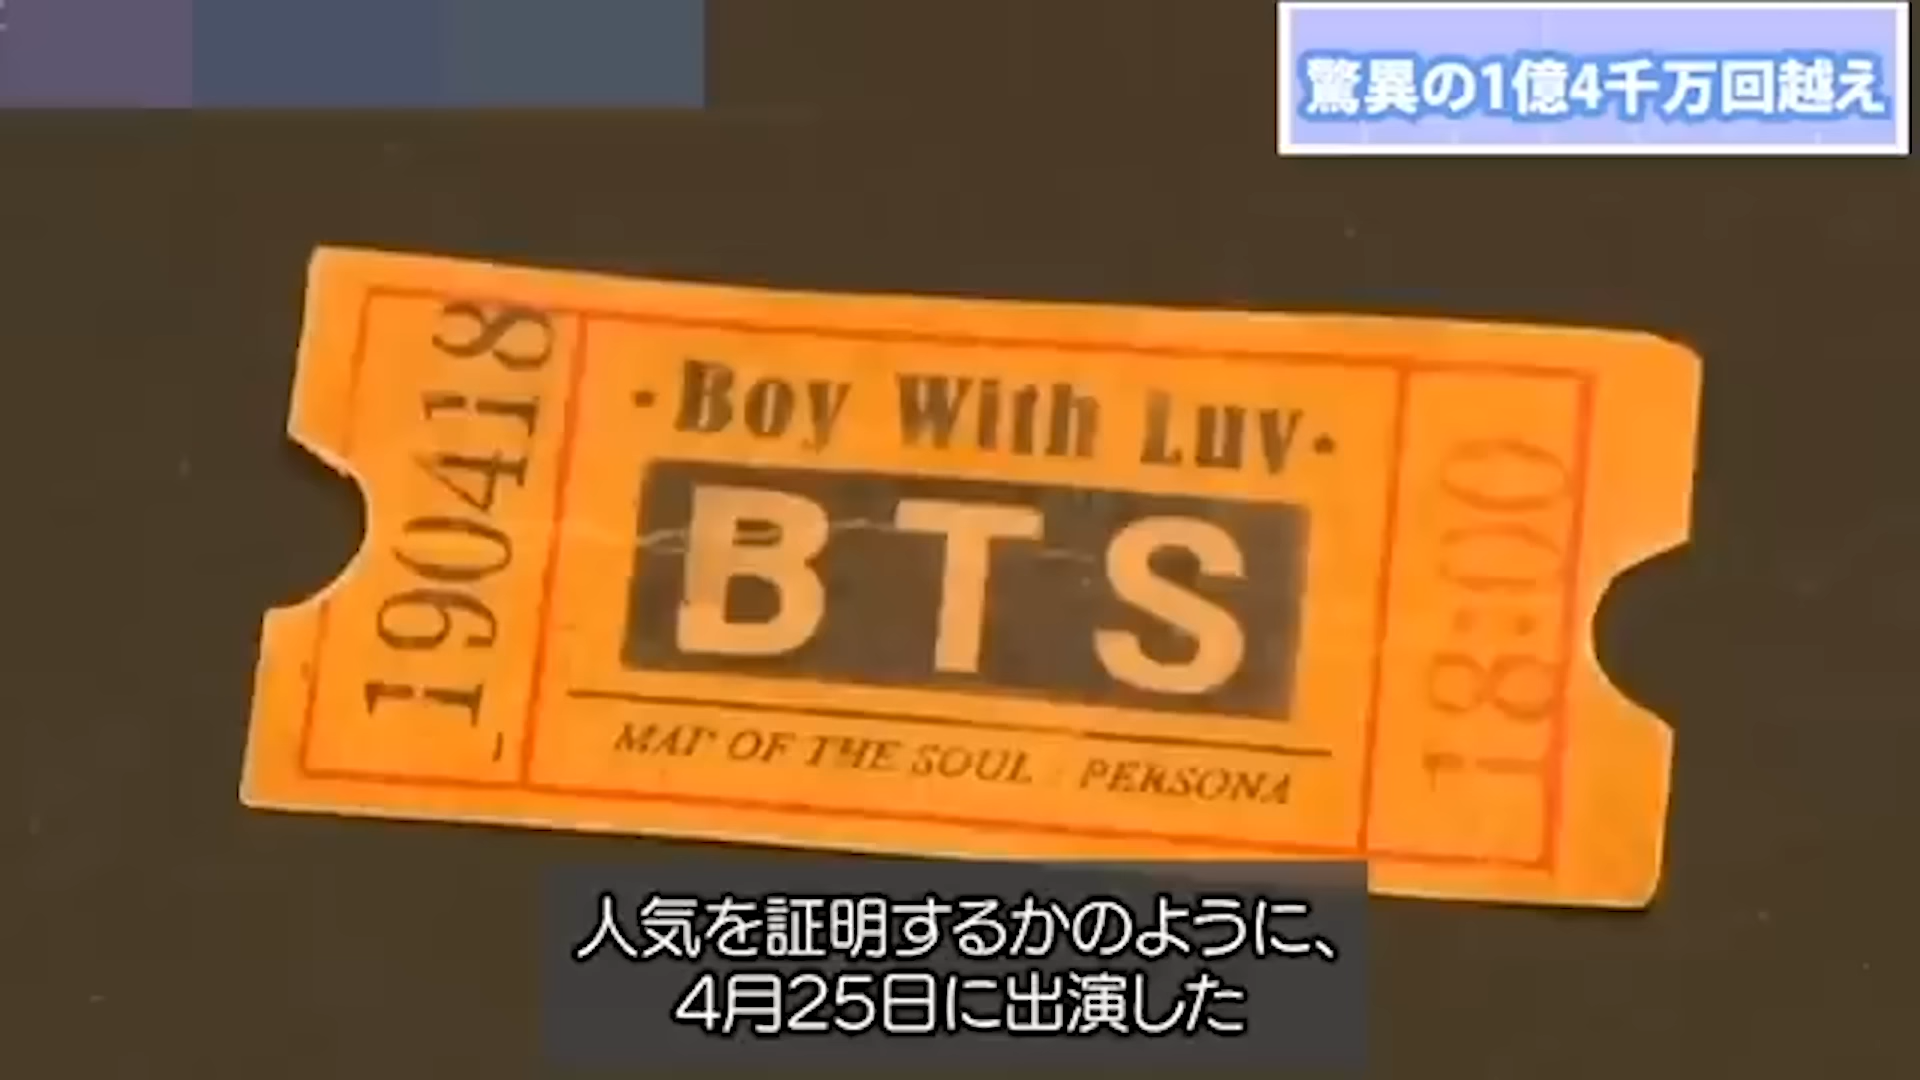 驚異の1億4千万回越え
190418
·Boy With Luv·
BTS
MAP OF THE SOUL : PERSONA
18:00
人気を証明するかのように、
4月25日に出演した